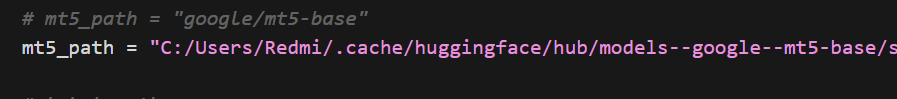 # mt5_path = "google/mt5-base"
mt5_path = "C:/Users/Redmi/.cache/huggingface/hub/models--google--mt5-base/s